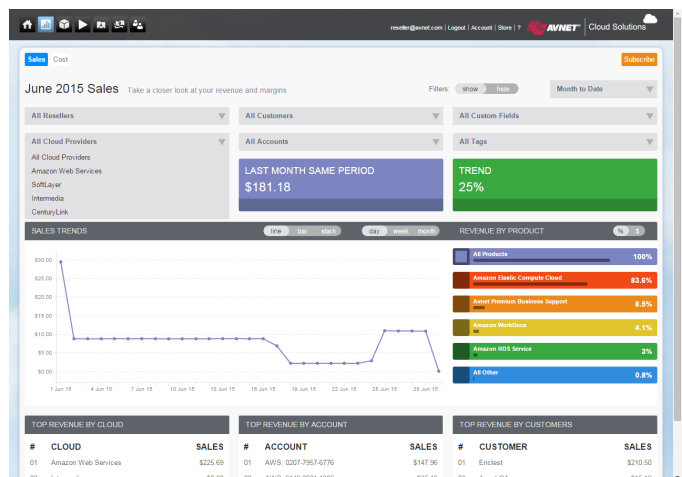 reseller@avnet.com | Logout | Account | Store | ? AVNET Cloud Solutions
Sales Cost Subscribe
June 2015 Sales Take a closer look at your revenue and margins Filters: show hide Month to Date
All Resellers All Customers All Custom Fields
All Cloud Providers All Accounts All Tags
All Cloud Providers
Amazon Web Services
SoftLayer
Intermedia
CenturyLink
LAST MONTH SAME PERIOD
$181.18
TREND
25%
SALES TRENDS line bar stack day week month
REVENUE BY PRODUCT % $
$30.00
$25.00
$20.00
$15.00
$10.00
$5.00
$0.00
1 Jun 15 4 Jun 15 7 Jun 15 10 Jun 15 13 Jun 15 16 Jun 15 19 Jun 15 22 Jun 15 25 Jun 15 28 Jun 15
All Products 100%
Amazon Elastic Compute Cloud 83.6%
Avnet Premium Business Support 8.5%
Amazon WorkDocs 4.1%
Amazon RDS Service 3%
All Other 0.8%
TOP REVENUE BY CLOUD TOP REVENUE BY ACCOUNT TOP REVENUE BY CUSTOMERS
# CLOUD SALES # ACCOUNT SALES # CUSTOMER SALES
01 Amazon Web Services $225.69 01 AWS: 0207-7957-6776 $147.96 01 Erictest $210.50